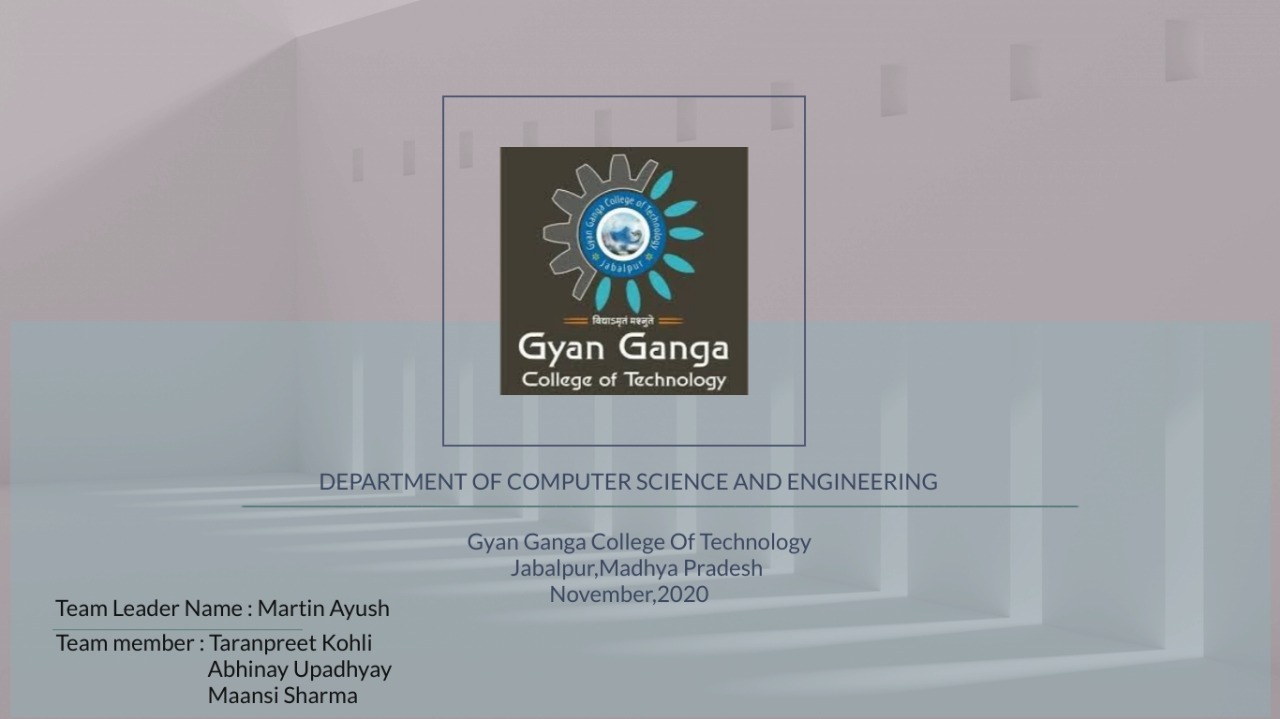 Gyan Ganga College of Technology
Jabalpur
विद्याऽमृतं मश्नुते
Gyan Ganga
College of Technology
DEPARTMENT OF COMPUTER SCIENCE AND ENGINEERING
Gyan Ganga College Of Technology
Jabalpur,Madhya Pradesh
November,2020
Team Leader Name : Martin Ayush
Team member : Taranpreet Kohli
Abhinay Upadhyay
Maansi Sharma